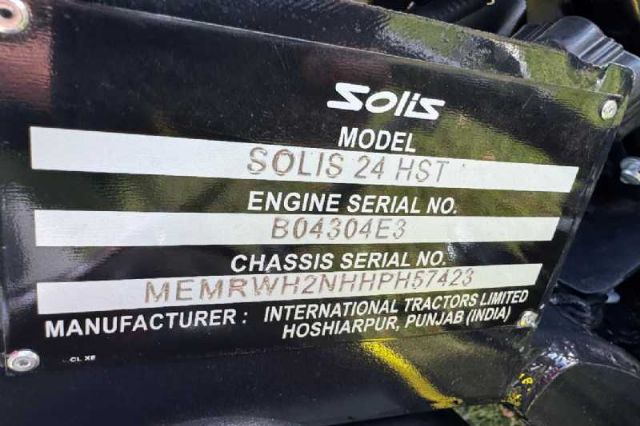 Solis
MODEL
SOLIS 24 HST
ENGINE SERIAL NO.
B04304E3
CHASSIS SERIAL NO.
MEMRWH2NHHPH57423
MANUFACTURER : INTERNATIONAL TRACTORS LIMITED
HOSHIARPUR, PUNJAB (INDIA)